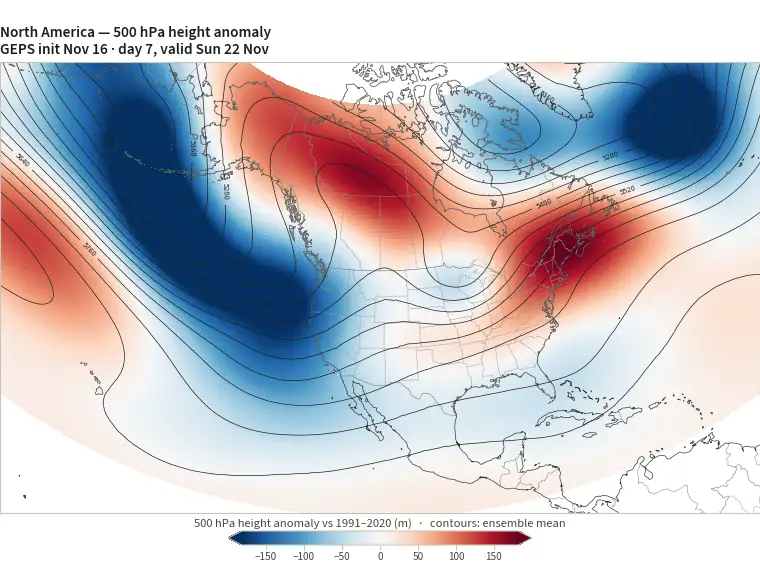 North America — 500 hPa height anomaly
GEPS init Nov 16 · day 7, valid Sun 22 Nov
5640
5760
5160
5280
5280
5400
5520
500 hPa height anomaly vs 1991–2020 (m)  ·  contours: ensemble mean
−150 −100 −50 0 50 100 150